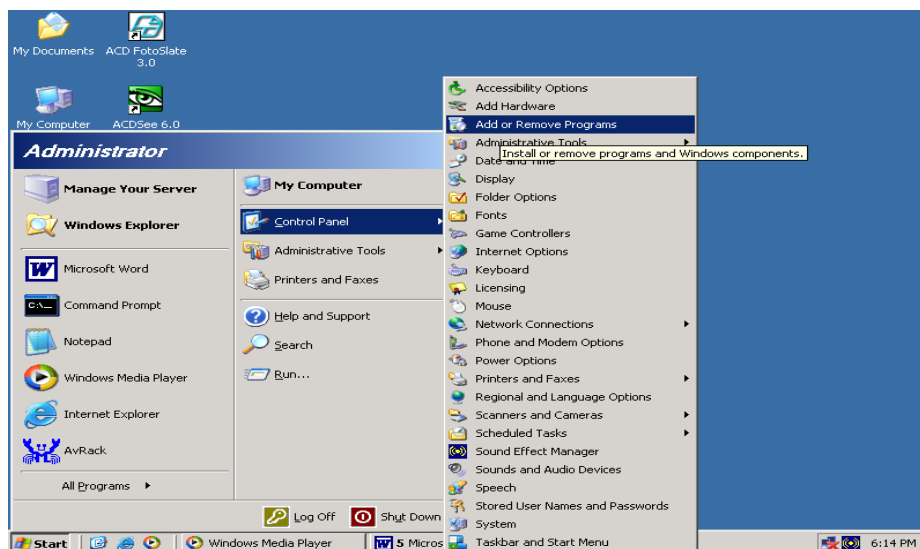 My Documents
ACD FotoSlate
3.0
My Computer
ACDSee 6.0
Administrator
Manage Your Server
Windows Explorer
Microsoft Word
Command Prompt
Notepad
Windows Media Player
Internet Explorer
AvRack
All Programs
My Computer
Control Panel
Administrative Tools
Printers and Faxes
Help and Support
Search
Run...
Log Off
Shut Down
Accessibility Options
Add Hardware
Add or Remove Programs
Administrative Tools
Install or remove programs and Windows components.
Date and Time
Display
Folder Options
Fonts
Game Controllers
Internet Options
Keyboard
Licensing
Mouse
Network Connections
Phone and Modem Options
Power Options
Printers and Faxes
Regional and Language Options
Scanners and Cameras
Scheduled Tasks
Sound Effect Manager
Sounds and Audio Devices
Speech
Stored User Names and Passwords
System
Taskbar and Start Menu
Start
Windows Media Player
5 Micros
6:14 PM